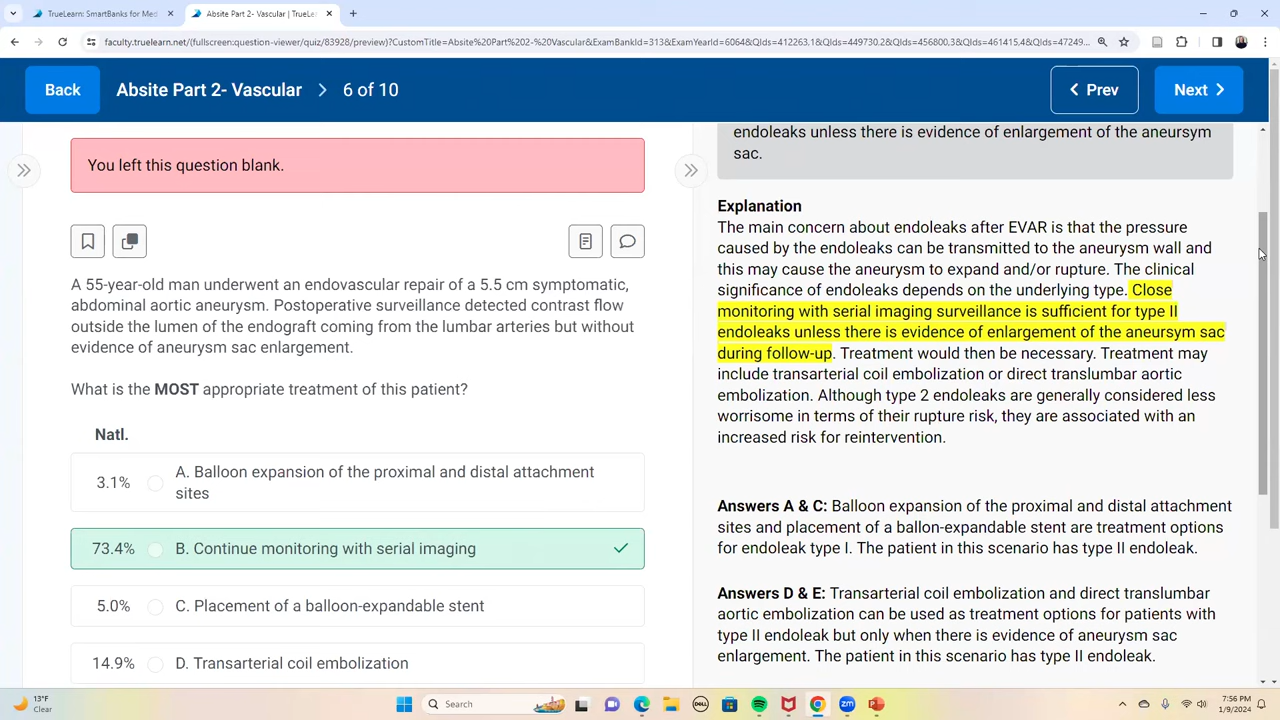 TrueLearn: SmartBanks for Med
Absite Part 2- Vascular | TrueLea
faculty.truelearn.net/(fullscreen:question-viewer/quiz/83928/preview)?CustomTitle=Absite%20Part%202-%20Vascular&ExamBankId=313&ExamYearId=6064&QIds=412263,1&QIds=449730,2&QIds=456800,3&QIds=461415,4&QIds=47249...
Back
Absite Part 2- Vascular
6 of 10
Prev
Next
You left this question blank.
A 55-year-old man underwent an endovascular repair of a 5.5 cm symptomatic,
abdominal aortic aneurysm. Postoperative surveillance detected contrast flow
outside the lumen of the endograft coming from the lumbar arteries but without
evidence of aneurysm sac enlargement.
What is the MOST appropriate treatment of this patient?
Natl.
3.1%
A. Balloon expansion of the proximal and distal attachment
sites
73.4%
B. Continue monitoring with serial imaging
5.0%
C. Placement of a balloon-expandable stent
14.9%
D. Transarterial coil embolization
endoleaks unless there is evidence of enlargement of the aneursym
sac.
Explanation
The main concern about endoleaks after EVAR is that the pressure
caused by the endoleaks can be transmitted to the aneurysm wall and
this may cause the aneurysm to expand and/or rupture. The clinical
significance of endoleaks depends on the underlying type. Close
monitoring with serial imaging surveillance is sufficient for type II
endoleaks unless there is evidence of enlargement of the aneursym sac
during follow-up. Treatment would then be necessary. Treatment may
include transarterial coil embolization or direct translumbar aortic
embolization. Although type 2 endoleaks are generally considered less
worrisome in terms of their rupture risk, they are associated with an
increased risk for reintervention.
Answers A & C: Balloon expansion of the proximal and distal attachment
sites and placement of a ballon-expandable stent are treatment options
for endoleak type I. The patient in this scenario has type II endoleak.
Answers D & E: Transarterial coil embolization and direct translumbar
aortic embolization can be used as treatment options for patients with
type II endoleak but only when there is evidence of aneurysm sac
enlargement. The patient in this scenario has type II endoleak.
13°F
Clear
Search
DELL
zm
7:56 PM
1/9/2024